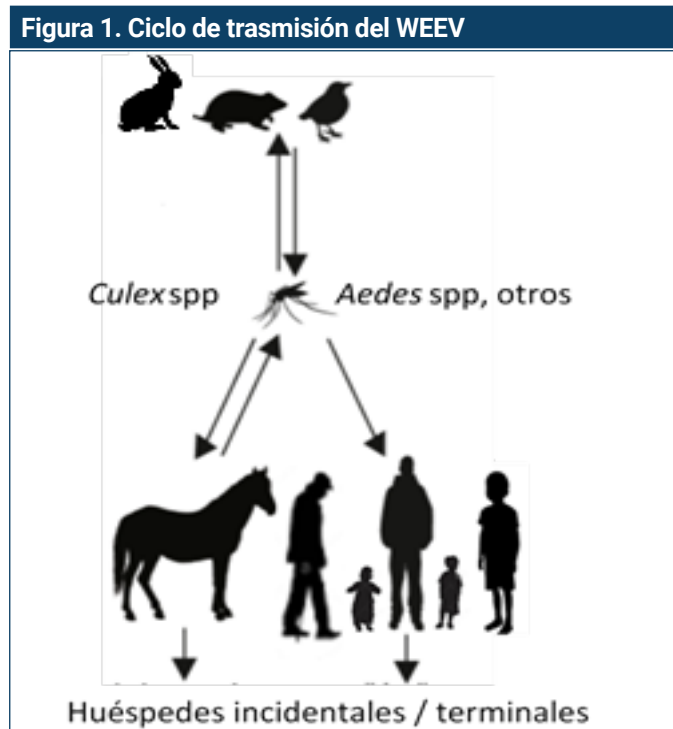 Figura 1. Ciclo de trasmisión del WEEV
Culex spp
Aedes spp, otros
Huéspedes incidentales / terminales